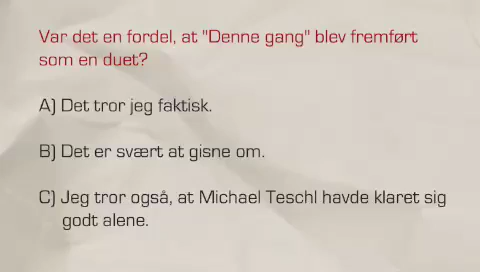 Var det en fordel, at "Denne gang" blev fremført
som en duet?
A) Det tror jeg faktisk.
B) Det er svært at gisne om.
C) Jeg tror også, at Michael Teschl havde klaret sig
godt alene.